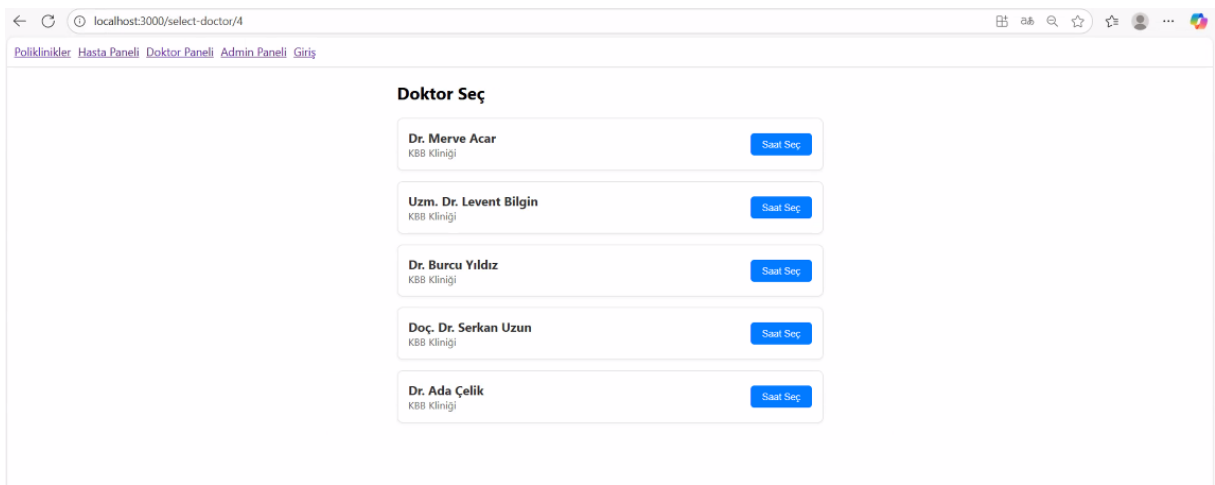 localhost:3000/select-doctor/4
Poliklinikler Hasta Paneli Doktor Paneli Admin Paneli Giriş
Doktor Seç
Dr. Merve Acar
KBB Kliniği
Saat Seç
Uzm. Dr. Levent Bilgin
KBB Kliniği
Saat Seç
Dr. Burcu Yıldız
KBB Kliniği
Saat Seç
Doç. Dr. Serkan Uzun
KBB Kliniği
Saat Seç
Dr. Ada Çelik
KBB Kliniği
Saat Seç